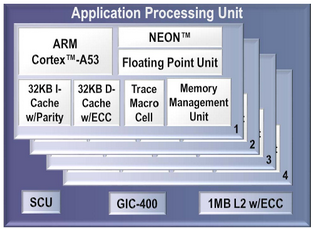 Application Processing Unit
ARM
Cortex™-A53
NEON™
Floating Point Unit
32KB I-
Cache
w/Parity
32KB D-
Cache
w/ECC
Trace
Macro
Cell
Memory
Management
Unit
1
2
3
4
SCU
GIC-400
1MB L2 w/ECC